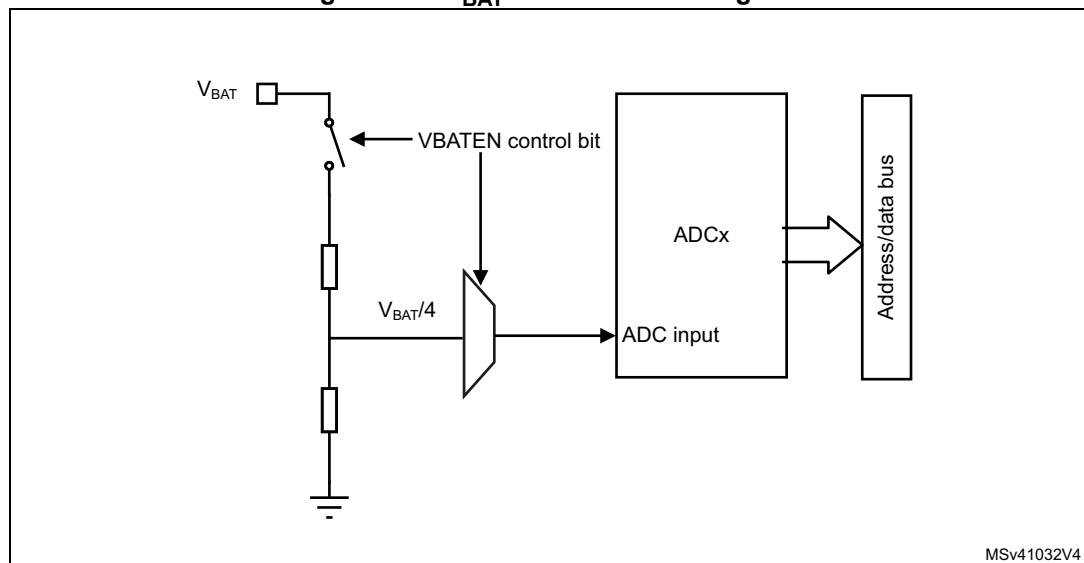 VBAT
VBATEN control bit
ADCx
Address/data bus
VBAT/4
ADC input
MSv41032V4